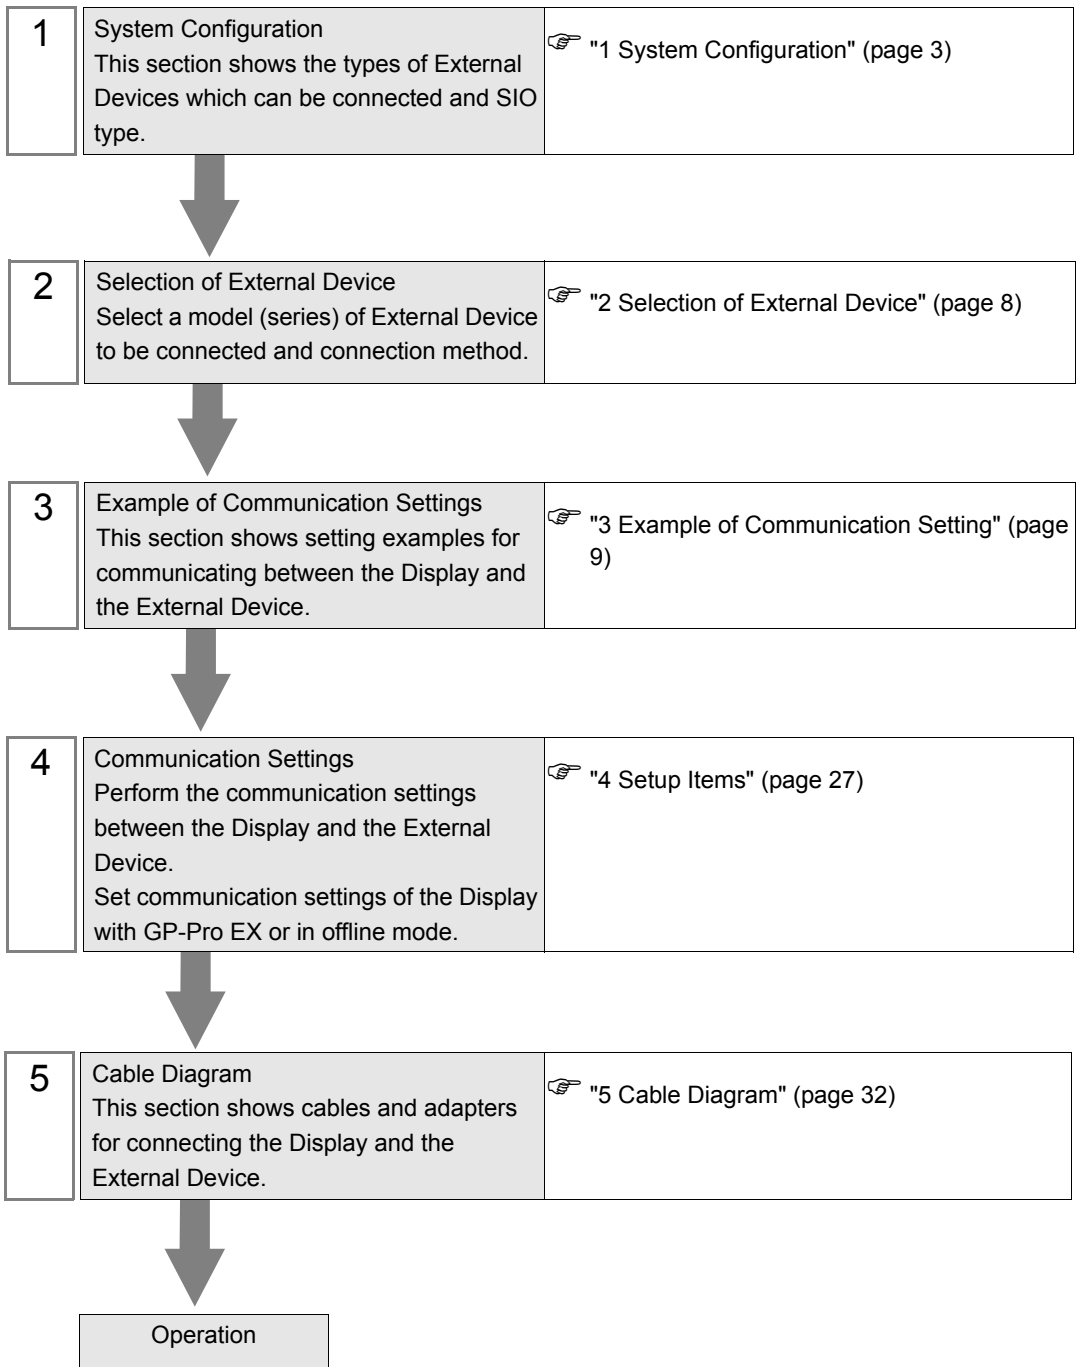 1
System Configuration
This section shows the types of External
Devices which can be connected and SIO
type.
"1 System Configuration" (page 3)
2
Selection of External Device
Select a model (series) of External Device
to be connected and connection method.
"2 Selection of External Device" (page 8)
3
Example of Communication Settings
This section shows setting examples for
communicating between the Display and
the External Device.
"3 Example of Communication Setting" (page
9)
4
Communication Settings
Perform the communication settings
between the Display and the External
Device.
Set communication settings of the Display
with GP-Pro EX or in offline mode.
"4 Setup Items" (page 27)
5
Cable Diagram
This section shows cables and adapters
for connecting the Display and the
External Device.
"5 Cable Diagram" (page 32)
Operation